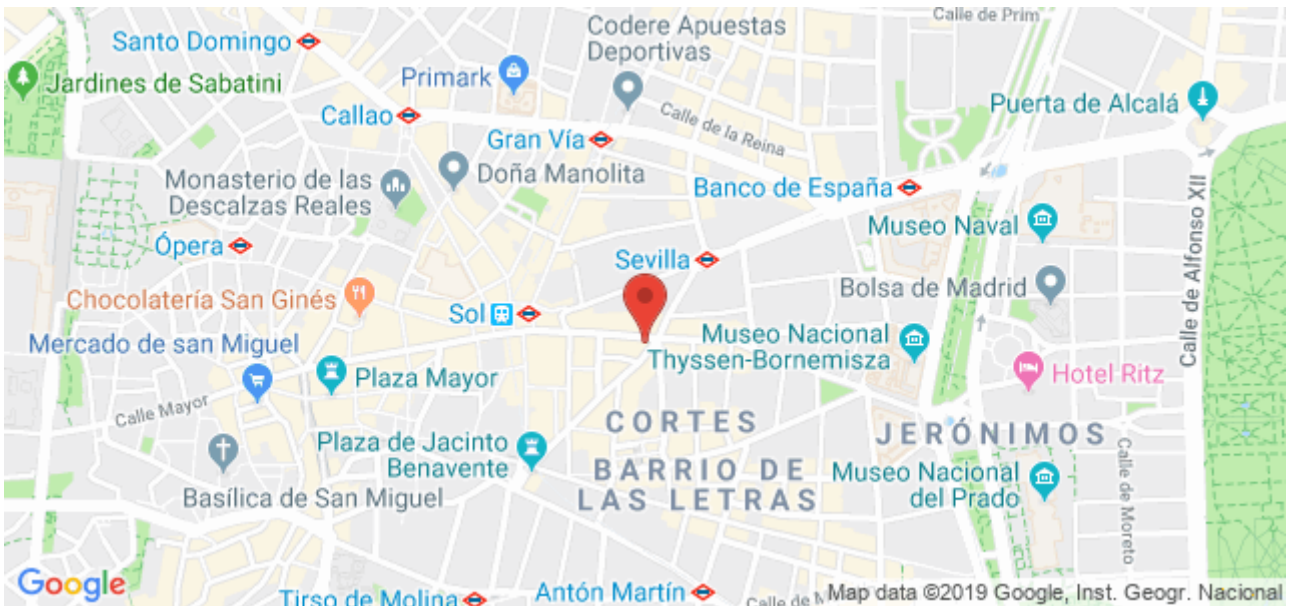 Calle de Prim
Codere Apuestas
Deportivas
Santo Domingo
Primark
Jardines de Sabatini
Puerta de Alcalá
Callao
Calle de la Reina
Gran Vía
Doña Manolita
Monasterio de las
Descalzas Reales
Banco de España
Calle de Alfonso XII
Museo Naval
Ópera
Sevilla
Bolsa de Madrid
Chocolatería San Ginés
Sol
Museo Nacional
Thyssen-Bornemisza
Mercado de san Miguel
Plaza Mayor
Hotel Ritz
Calle Mayor
CORTES
JERÓNIMOS
Plaza de Jacinto
Benavente
BARRIO DE
LAS LETRAS
Museo Nacional
del Prado
Calle de Moreto
Basílica de San Miguel
Google
Tirso de Molina
Antón Martín
Calle de
Map data ©2019 Google, Inst. Geogr. Nacional